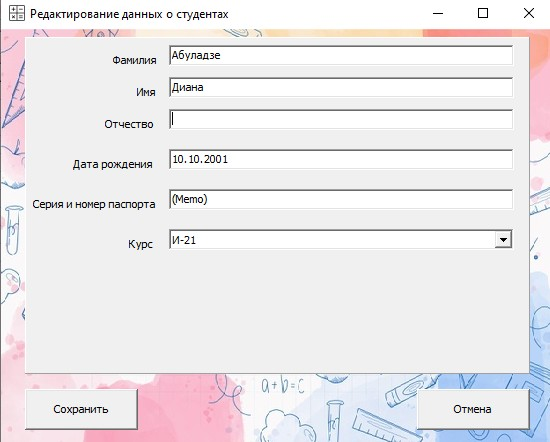 Редактирование данных о студентах
Фамилия Абуладзе
Имя Диана
Отчество
Дата рождения 10.10.2001
Серия и номер паспорта (Memo)
Курс И-21
a+b=c
Сохранить Отмена